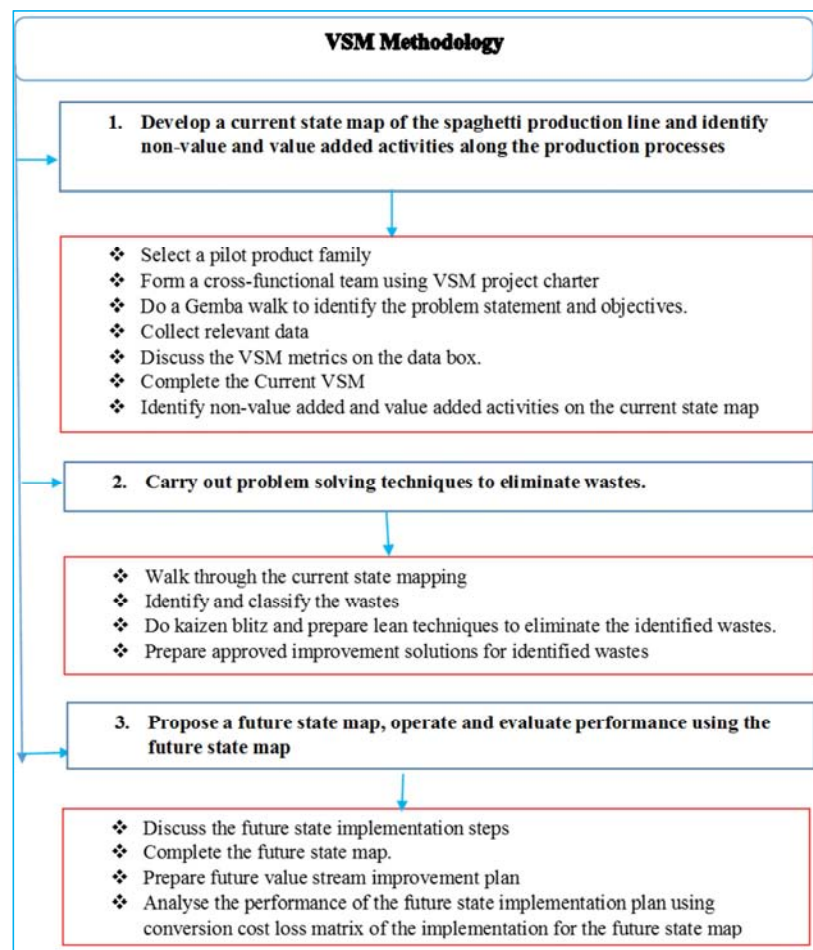 VSM Methodology
1. Develop a current state map of the spaghetti production line and identify
non-value and value added activities along the production processes
❖ Select a pilot product family
❖ Form a cross-functional team using VSM project charter
❖ Do a Gemba walk to identify the problem statement and objectives.
❖ Collect relevant data
❖ Discuss the VSM metrics on the data box.
❖ Complete the Current VSM
❖ Identify non-value added and value added activities on the current state map
2. Carry out problem solving techniques to eliminate wastes.
❖ Walk through the current state mapping
❖ Identify and classify the wastes
❖ Do kaizen blitz and prepare lean techniques to eliminate the identified wastes.
❖ Prepare approved improvement solutions for identified wastes
3. Propose a future state map, operate and evaluate performance using the
future state map
❖ Discuss the future state implementation steps
❖ Complete the future state map.
❖ Prepare future value stream improvement plan
❖ Analyse the performance of the future state implementation plan using
conversion cost loss matrix of the implementation for the future state map